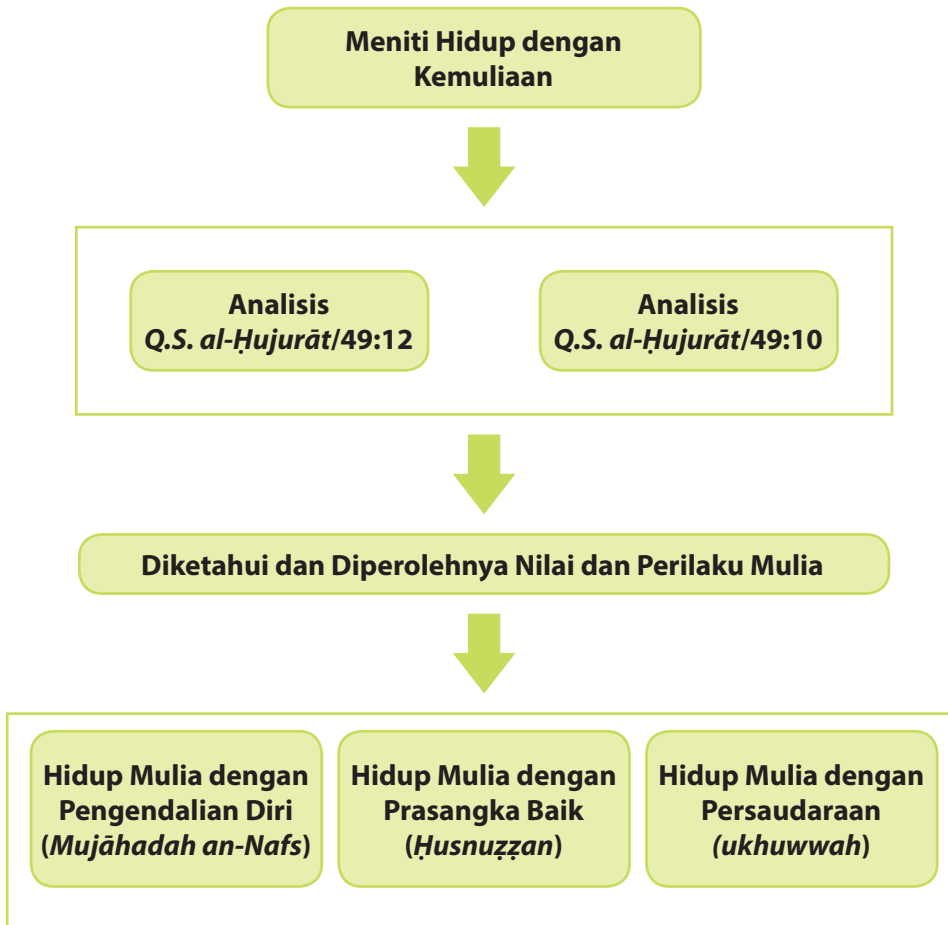 Meniti Hidup dengan
Kemuliaan
Analisis
Q.S. al-Ḥujurāt/49:12
Analisis
Q.S. al-Ḥujurāt/49:10
Diketahui dan Diperolehnya Nilai dan Perilaku Mulia
Hidup Mulia dengan
Pengendalian Diri
(Mujāhadah an-Nafs)
Hidup Mulia dengan
Prasangka Baik
(Ḥusnuẓẓan)
Hidup Mulia dengan
Persaudaraan
(ukhuwwah)